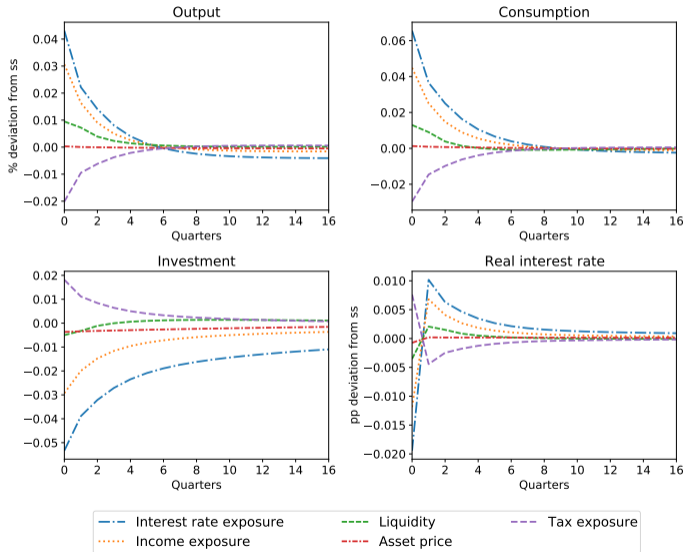 Output
% deviation from ss
0.04
0.03
0.02
0.01
0.00
−0.01
−0.02
0 2 4 6 8 10 12 14 16
Quarters
Consumption
0.06
0.04
0.02
0.00
−0.02
0 2 4 6 8 10 12 14 16
Quarters
Investment
0.02
0.01
0.00
−0.01
−0.02
−0.03
−0.04
−0.05
0 2 4 6 8 10 12 14 16
Quarters
Real interest rate
pp deviation from ss
0.010
0.005
0.000
−0.005
−0.010
−0.015
−0.020
0 2 4 6 8 10 12 14 16
Quarters
Interest rate exposure
Income exposure
Liquidity
Asset price
Tax exposure